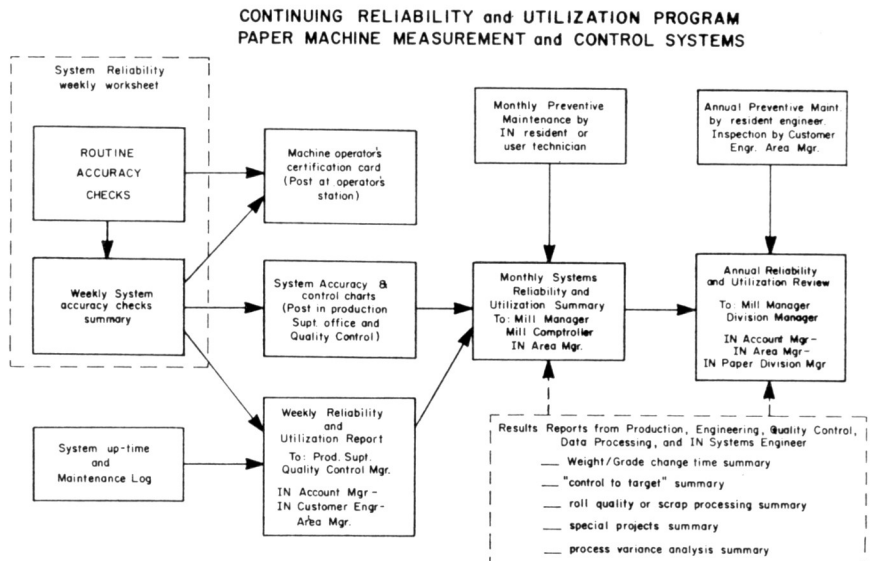 CONTINUING RELIABILITY and UTILIZATION PROGRAM
PAPER MACHINE MEASUREMENT and CONTROL SYSTEMS
System Reliability
weekly worksheet
ROUTINE
ACCURACY
CHECKS
Machine operator's
certification card
(Post at operator's
station)
Monthly Preventive
Maintenance by
IN resident or
user technician
Annual Preventive Maint.
by resident engineer.
Inspection by Customer
Engr. Area Mgr.
Weekly System
accuracy checks
summary
System Accuracy &
control charts
(Post in production
Supt. office and
Quality Control)
Monthly Systems
Reliability and
Utilization Summary
To: Mill Manager
Mill Comptroller
IN Area Mgr.
Annual Reliability
and Utilization Review
To: Mill Manager
Division Manager
IN Account Mgr-
IN Area Mgr-
IN Paper Division Mgr
System up-time
and
Maintenance Log
Weekly Reliability
and
Utilization Report
To: Prod. Supt.
Quality Control Mgr.
IN Account Mgr-
IN Customer Engr-
Area Mgr.
Results Reports from Production, Engineering, Quality Control,
Data Processing, and IN Systems Engineer
___ Weight/Grade change time summary
___ "control to target" summary
___ roll quality or scrap processing summary
___ special projects summary
___ process variance analysis summary